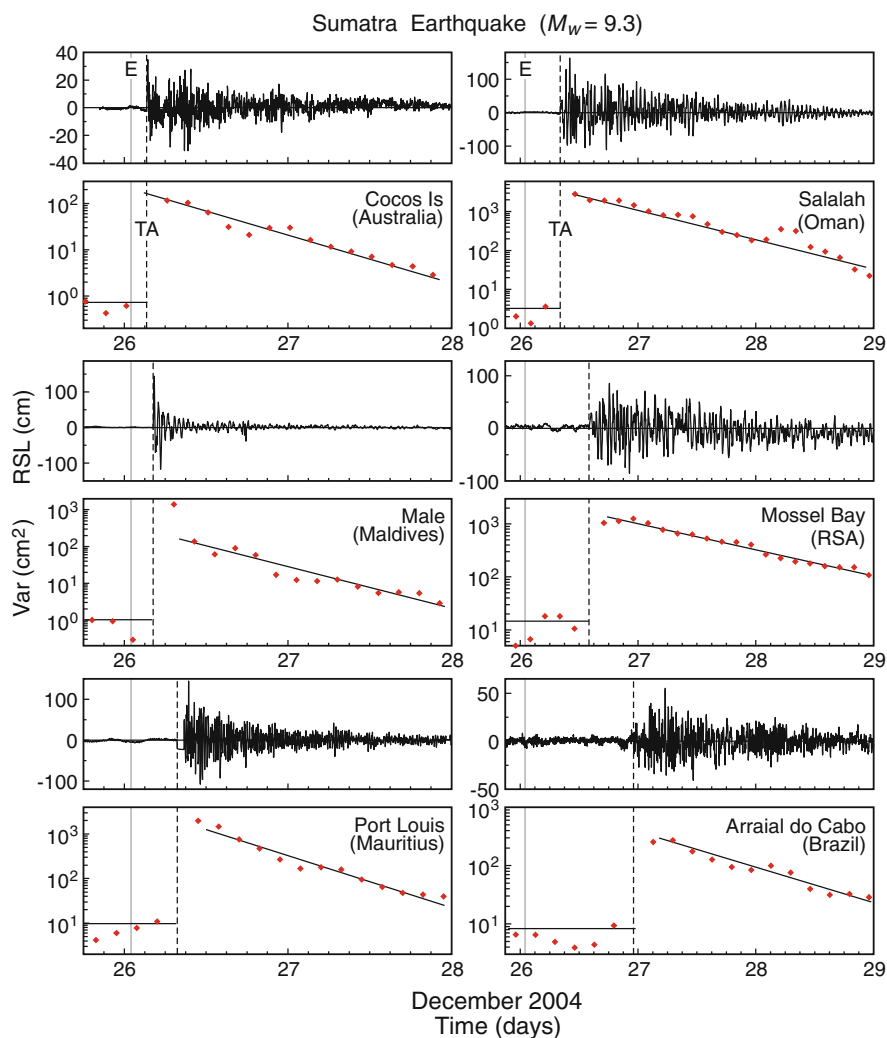 Sumatra Earthquake (Mw = 9.3)
E
E
40
20
0
-20
-40
100
0
-100
Cocos Is
(Australia)
TA
10²
10¹
10⁰
26
27
28
Salalah
(Oman)
TA
10³
10²
10¹
10⁰
26
27
28
29
RSL (cm)
100
0
-100
100
0
-100
Var (cm²)
Male
(Maldives)
10³
10²
10¹
10⁰
26
27
28
Mossel Bay
(RSA)
10³
10²
10¹
26
27
28
29
100
0
-100
50
0
-50
Port Louis
(Mauritius)
10³
10²
10¹
26
27
28
Arraial do Cabo
(Brazil)
10³
10²
10¹
26
27
28
29
December 2004
Time (days)